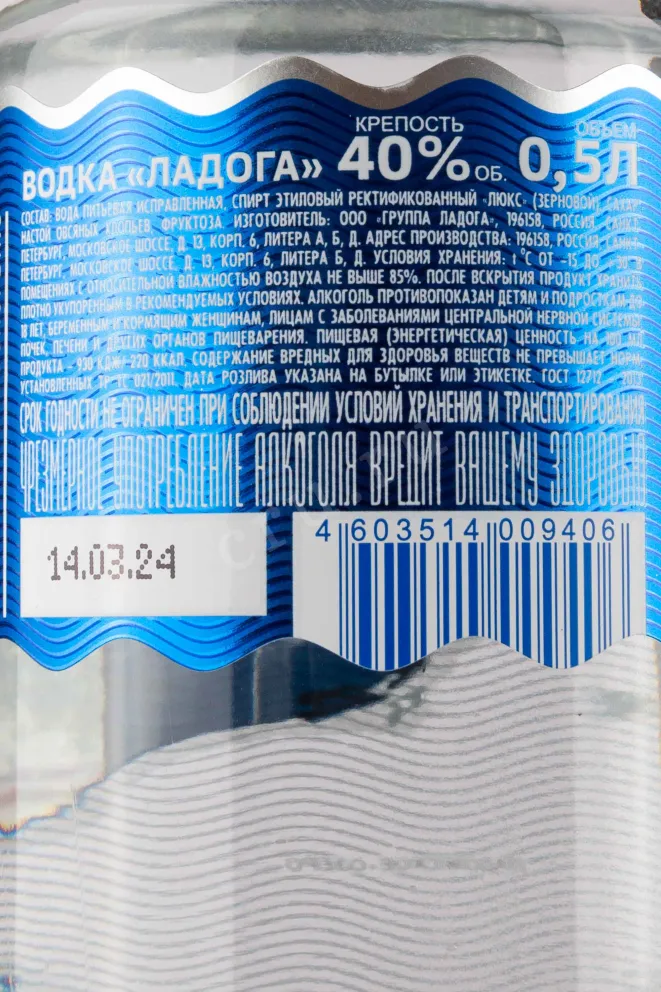 КРЕПОСТЬ ОБЪЕМ
ВОДКА «ЛАДОГА» 40% ОБ. 0,5Л
СОСТАВ: ВОДА ПИТЬЕВАЯ ИСПРАВЛЕННАЯ, СПИРТ ЭТИЛОВЫЙ РЕКТИФИКОВАННЫЙ «ЛЮКС» (ЗЕРНОВОЙ), САХАР,
НАСТОЙ ОВСЯНЫХ ХЛОПЬЕВ, ФРУКТОЗА. ИЗГОТОВИТЕЛЬ: ООО «ГРУППА ЛАДОГА», 196158, РОССИЯ, САНКТ-
ПЕТЕРБУРГ, МОСКОВСКОЕ ШОССЕ, Д. 13, КОРП. 6, ЛИТЕРА А, Б, Д. АДРЕС ПРОИЗВОДСТВА: 196158, РОССИЯ, САНКТ-
ПЕТЕРБУРГ, МОСКОВСКОЕ ШОССЕ, Д. 13, КОРП. 6, ЛИТЕРА Б, Д. УСЛОВИЯ ХРАНЕНИЯ: t °C ОТ -15 ДО 30 В
ПОМЕЩЕНИЯХ С ОТНОСИТЕЛЬНОЙ ВЛАЖНОСТЬЮ ВОЗДУХА НЕ ВЫШЕ 85%. ПОСЛЕ ВСКРЫТИЯ ПРОДУКТ ХРАНИТЬ
ПЛОТНО УКУПОРЕННЫМ В РЕКОМЕНДУЕМЫХ УСЛОВИЯХ. АЛКОГОЛЬ ПРОТИВОПОКАЗАН ДЕТЯМ И ПОДРОСТКАМ ДО
18 ЛЕТ, БЕРЕМЕННЫМ И КОРМЯЩИМ ЖЕНЩИНАМ, ЛИЦАМ С ЗАБОЛЕВАНИЯМИ ЦЕНТРАЛЬНОЙ НЕРВНОЙ СИСТЕМЫ,
ПОЧЕК, ПЕЧЕНИ И ДРУГИХ ОРГАНОВ ПИЩЕВАРЕНИЯ. ПИЩЕВАЯ (ЭНЕРГЕТИЧЕСКАЯ) ЦЕННОСТЬ НА 100 МЛ
ПРОДУКТА - 930 КДЖ/ 220 ККАЛ. СОДЕРЖАНИЕ ВРЕДНЫХ ДЛЯ ЗДОРОВЬЯ ВЕЩЕСТВ НЕ ПРЕВЫШАЕТ НОРМ,
УСТАНОВЛЕННЫХ ТР ТС 021/2011. ДАТА РОЗЛИВА УКАЗАНА НА БУТЫЛКЕ ИЛИ ЭТИКЕТКЕ. ГОСТ 12712 - 2013
СРОК ГОДНОСТИ НЕ ОГРАНИЧЕН ПРИ СОБЛЮДЕНИИ УСЛОВИЙ ХРАНЕНИЯ И ТРАНСПОРТИРОВАНИЯ
ЧРЕЗМЕРНОЕ УПОТРЕБЛЕНИЕ АЛКОГОЛЯ ВРЕДИТ ВАШЕМУ ЗДОРОВЬЮ
14.03.24
4 603514 009406